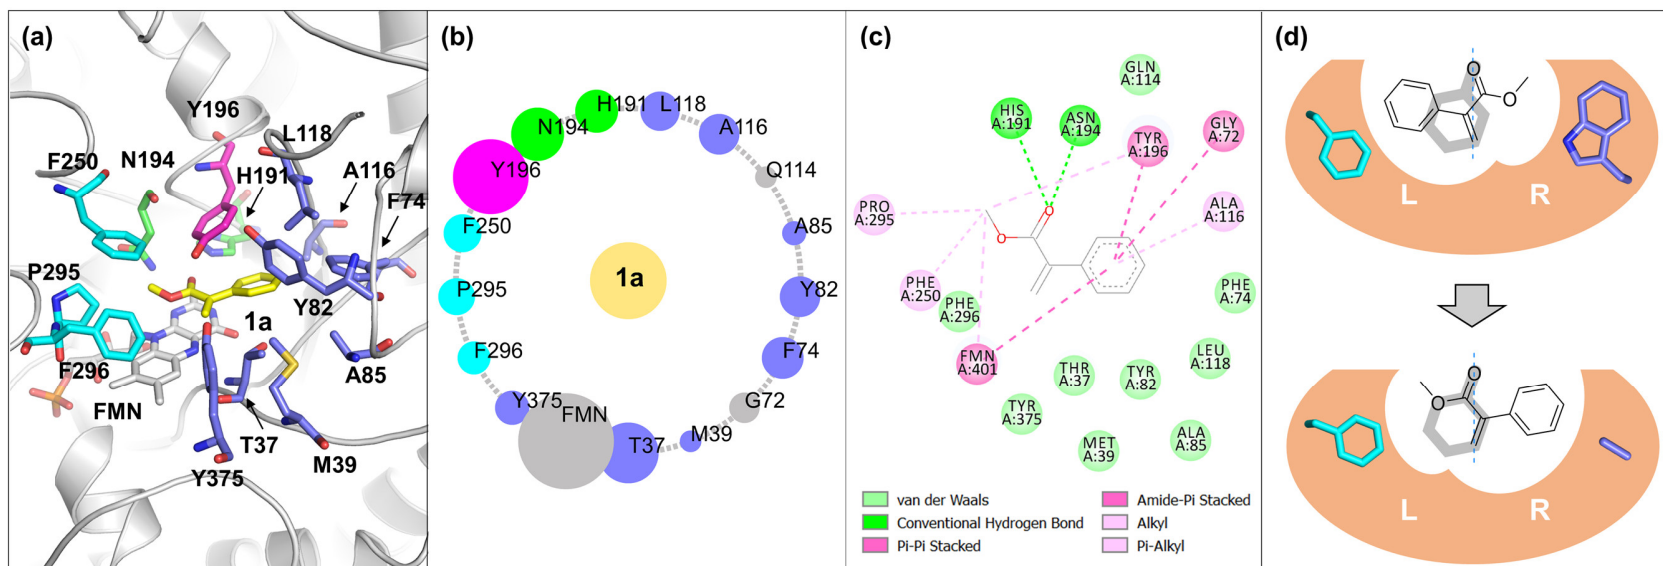 (a)
Y196
L118
F250
N194
H191
A116
F74
P295
Y82
1a
F296
A85
FMN
T37
M39
Y375
(b)
H191
L118
N194
A116
Y196
Q114
F250
A85
1a
P295
Y82
F296
F74
Y375
FMN
G72
T37
M39
(c)
GLN
A:114
HIS
A:191
ASN
A:194
TYR
A:196
GLY
A:72
PRO
A:295
ALA
A:116
O
O
PHE
A:250
PHE
A:296
PHE
A:74
FMN
A:401
THR
A:37
TYR
A:82
LEU
A:118
TYR
A:375
MET
A:39
ALA
A:85
van der Waals
Conventional Hydrogen Bond
Pi-Pi Stacked
Amide-Pi Stacked
Alkyl
Pi-Alkyl
(d)
O
O
L R
O
O
L R